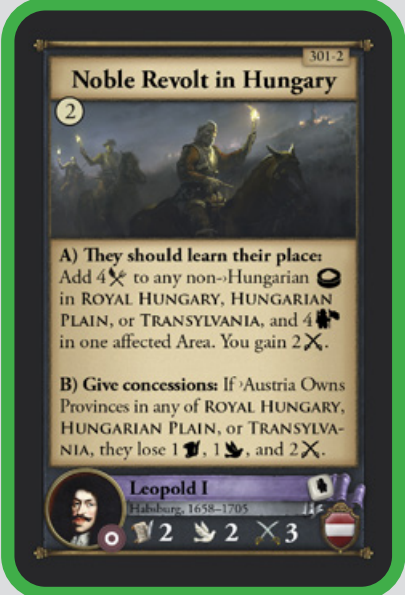 301-2
Noble Revolt in Hungary
2
A) They should learn their place:
Add 4 to any non-›Hungarian
in ROYAL HUNGARY, HUNGARIAN
PLAIN, or TRANSYLVANIA, and 4
in one affected Area. You gain 2.
B) Give concessions: If ›Austria Owns
Provinces in any of ROYAL HUNGARY,
HUNGARIAN PLAIN, or TRANSYLVA-
NIA, they lose 1, 1, and 2.
Leopold I
Habsburg, 1658–1705
2 2 3